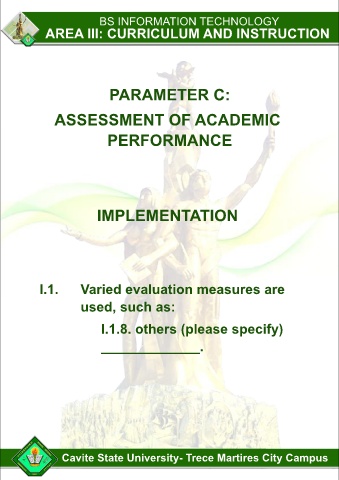 BS INFORMATION TECHNOLOGY
AREA III: CURRICULUM AND INSTRUCTION
PARAMETER C:
ASSESSMENT OF ACADEMIC
PERFORMANCE
IMPLEMENTATION
I.1. Varied evaluation measures are
used, such as:
I.1.8. others (please specify)
_____________.
Cavite State University- Trece Martires City Campus